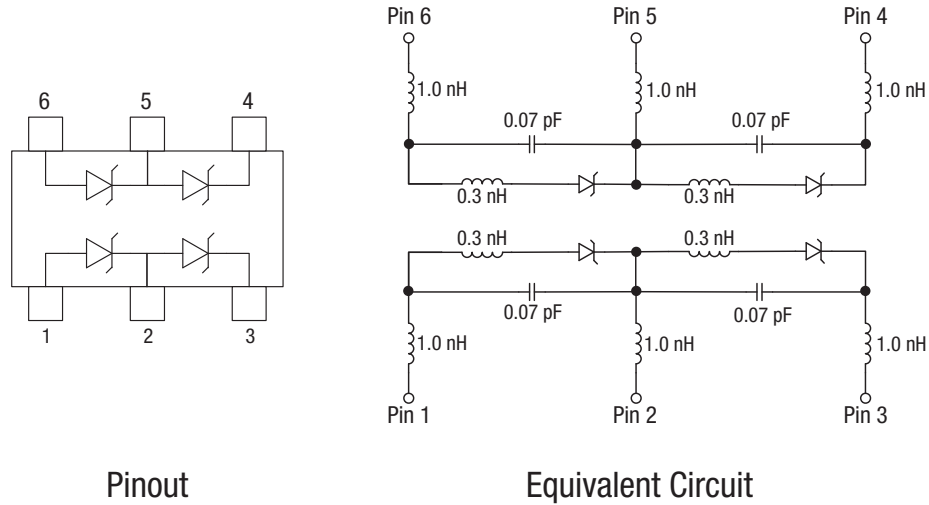 6 5 4
1 2 3
Pinout
Pin 6 Pin 5 Pin 4
1.0 nH 1.0 nH 1.0 nH
0.07 pF 0.07 pF
0.3 nH 0.3 nH
0.3 nH 0.3 nH
0.07 pF 0.07 pF
1.0 nH 1.0 nH 1.0 nH
Pin 1 Pin 2 Pin 3
Equivalent Circuit